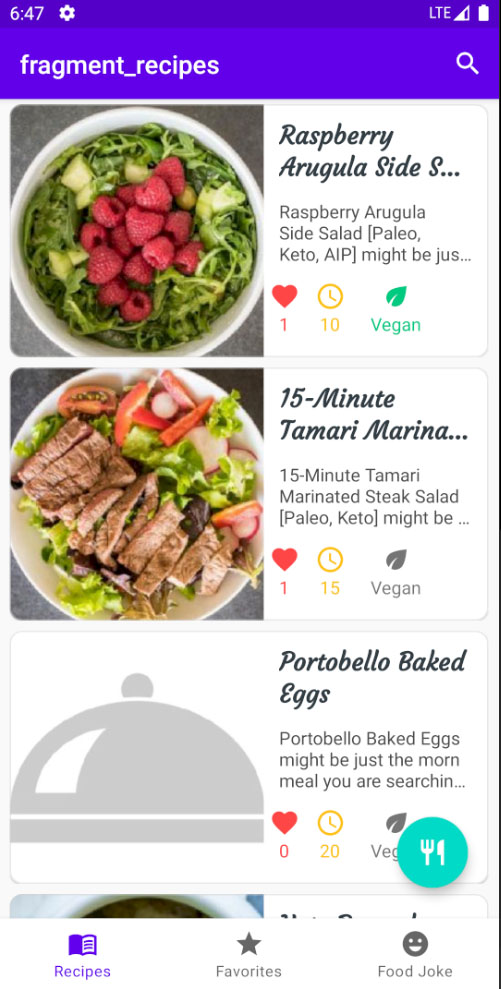 6:47
LTE
fragment_recipes
Raspberry
Arugula Side S...
Raspberry Arugula
Side Salad [Paleo,
Keto, AIP] might be jus...
1 10 Vegan
15-Minute
Tamari Marina...
15-Minute Tamari
Marinated Steak Salad
[Paleo, Keto] might be ...
1 15 Vegan
Portobello Baked
Eggs
Portobello Baked Eggs
might be just the morn
meal you are searchin...
0 20 Veg
Recipes Favorites Food Joke